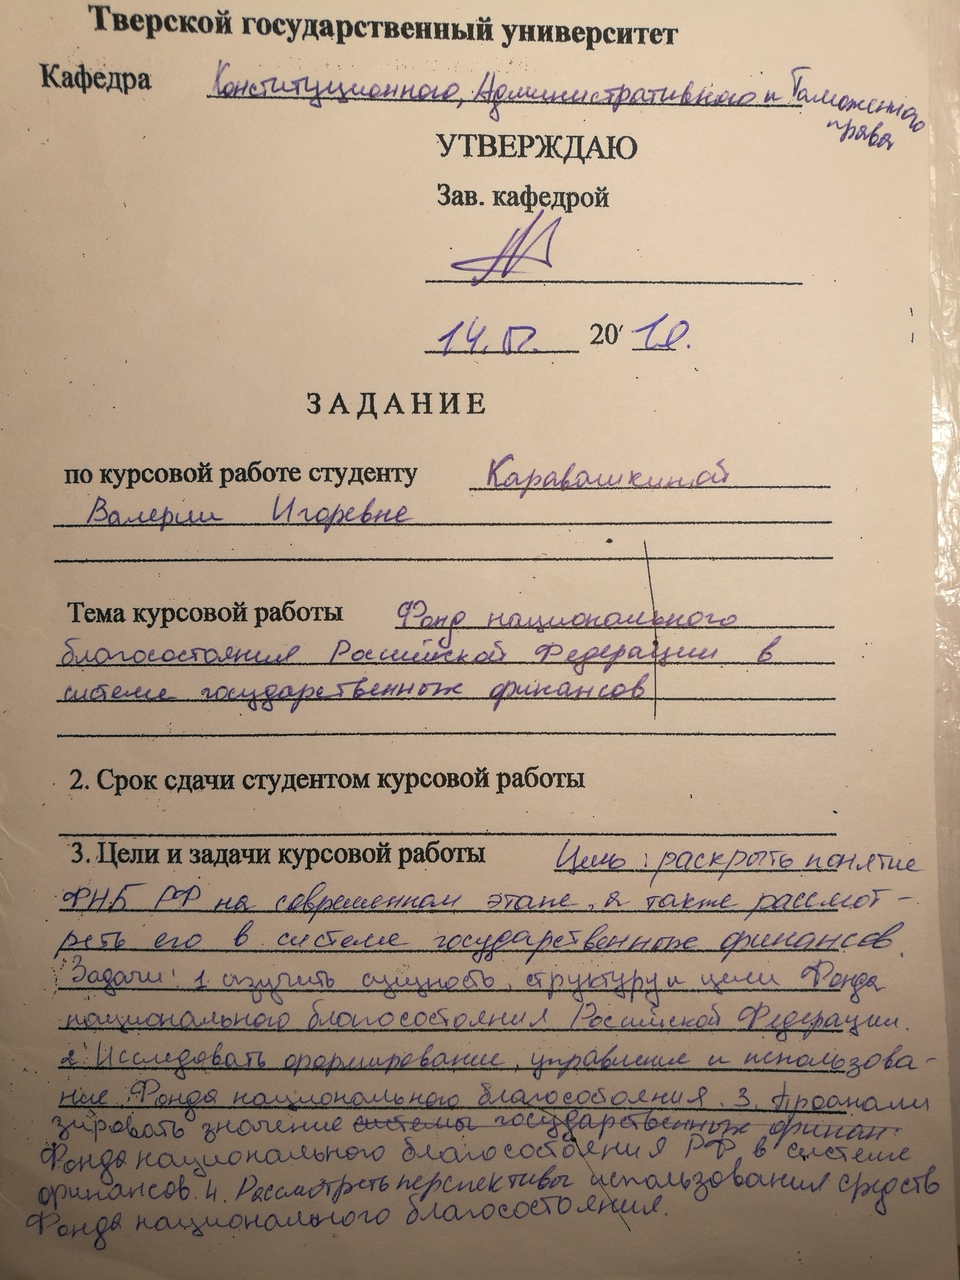 Тверской государственный университет
Кафедра Конституционного, Административного и Таможенного
права
УТВЕРЖДАЮ
Зав. кафедрой
14. 20 
ЗАДАНИЕ
по курсовой работе студенту Каравашкиной
Валерии Игоревне
Тема курсовой работы Фонд национального
благосостояния Российской Федерации в
системе государственных финансов
2. Срок сдачи студентом курсовой работы
3. Цели и задачи курсовой работы Цель: раскрыть понятие
ФНБ РФ на современном этапе, а также рассмот-
реть его в системе государственных финансов.
Задачи: 1. изучить сущность, структуру и цели Фонда
национального благосостояния Российской Федерации.
2. Исследовать формирование, управление и использова-
ние Фонда национального благосостояния. 3. Проанали
зировать значение системы государственных финан
Фонда национального благосостояния РФ в системе
финансов. 4. Рассмотреть перспективы использования средств
Фонда национального благосостояния.